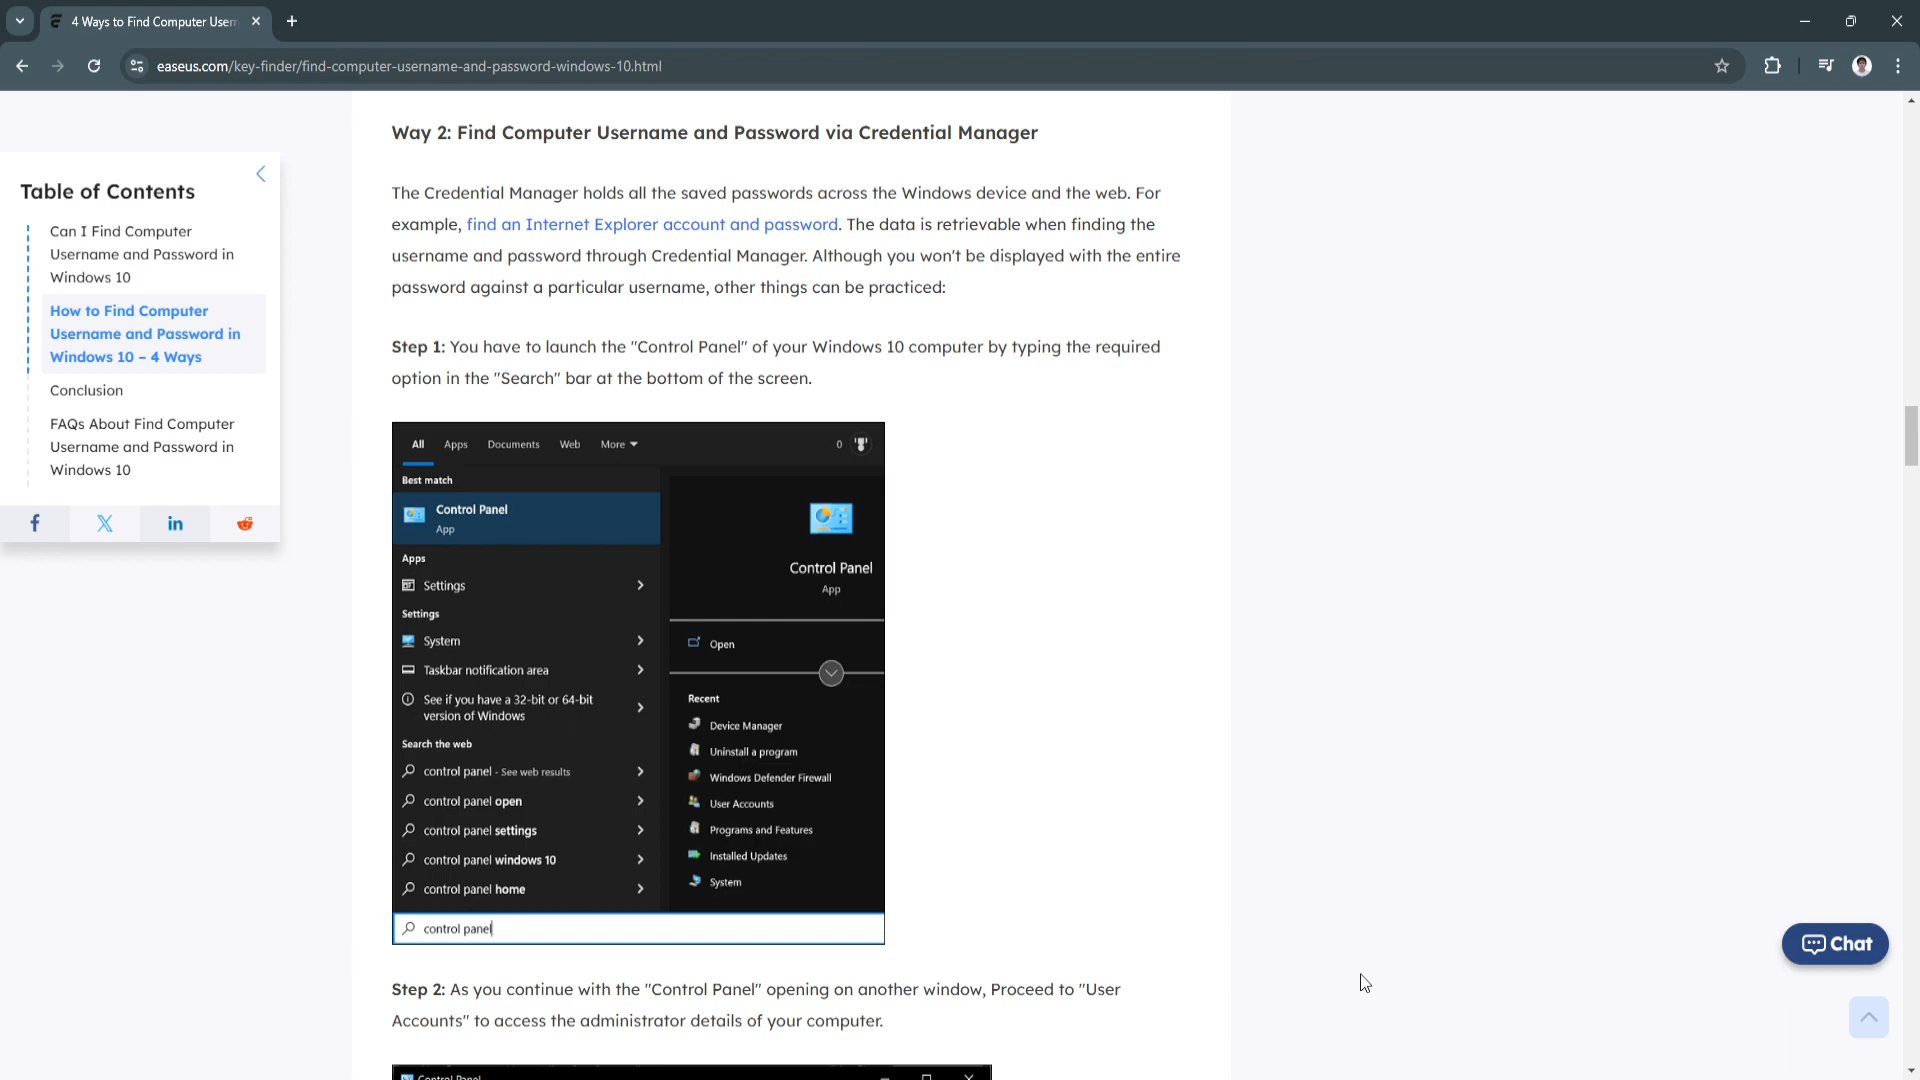 4 Ways to Find Computer Usern
easeus.com/key-finder/find-computer-username-and-password-windows-10.html
Table of Contents
Can I Find Computer
Username and Password in
Windows 10
How to Find Computer
Username and Password in
Windows 10 – 4 Ways
Conclusion
FAQs About Find Computer
Username and Password in
Windows 10
Way 2: Find Computer Username and Password via Credential Manager
The Credential Manager holds all the saved passwords across the Windows device and the web. For
example, find an Internet Explorer account and password. The data is retrievable when finding the
username and password through Credential Manager. Although you won't be displayed with the entire
password against a particular username, other things can be practiced:
Step 1: You have to launch the "Control Panel" of your Windows 10 computer by typing the required
option in the "Search" bar at the bottom of the screen.
All Apps Documents Web More 0
Best match
Control Panel
App
Apps
Settings
Settings
System
Taskbar notification area
See if you have a 32-bit or 64-bit
version of Windows
Search the web
control panel - See web results
control panel open
control panel settings
control panel windows 10
control panel home
control panel
Control Panel
App
Open
Recent
Device Manager
Uninstall a program
Windows Defender Firewall
User Accounts
Programs and Features
Installed Updates
System
Step 2: As you continue with the "Control Panel" opening on another window, Proceed to "User
Accounts" to access the administrator details of your computer.
Control Panel
Chat